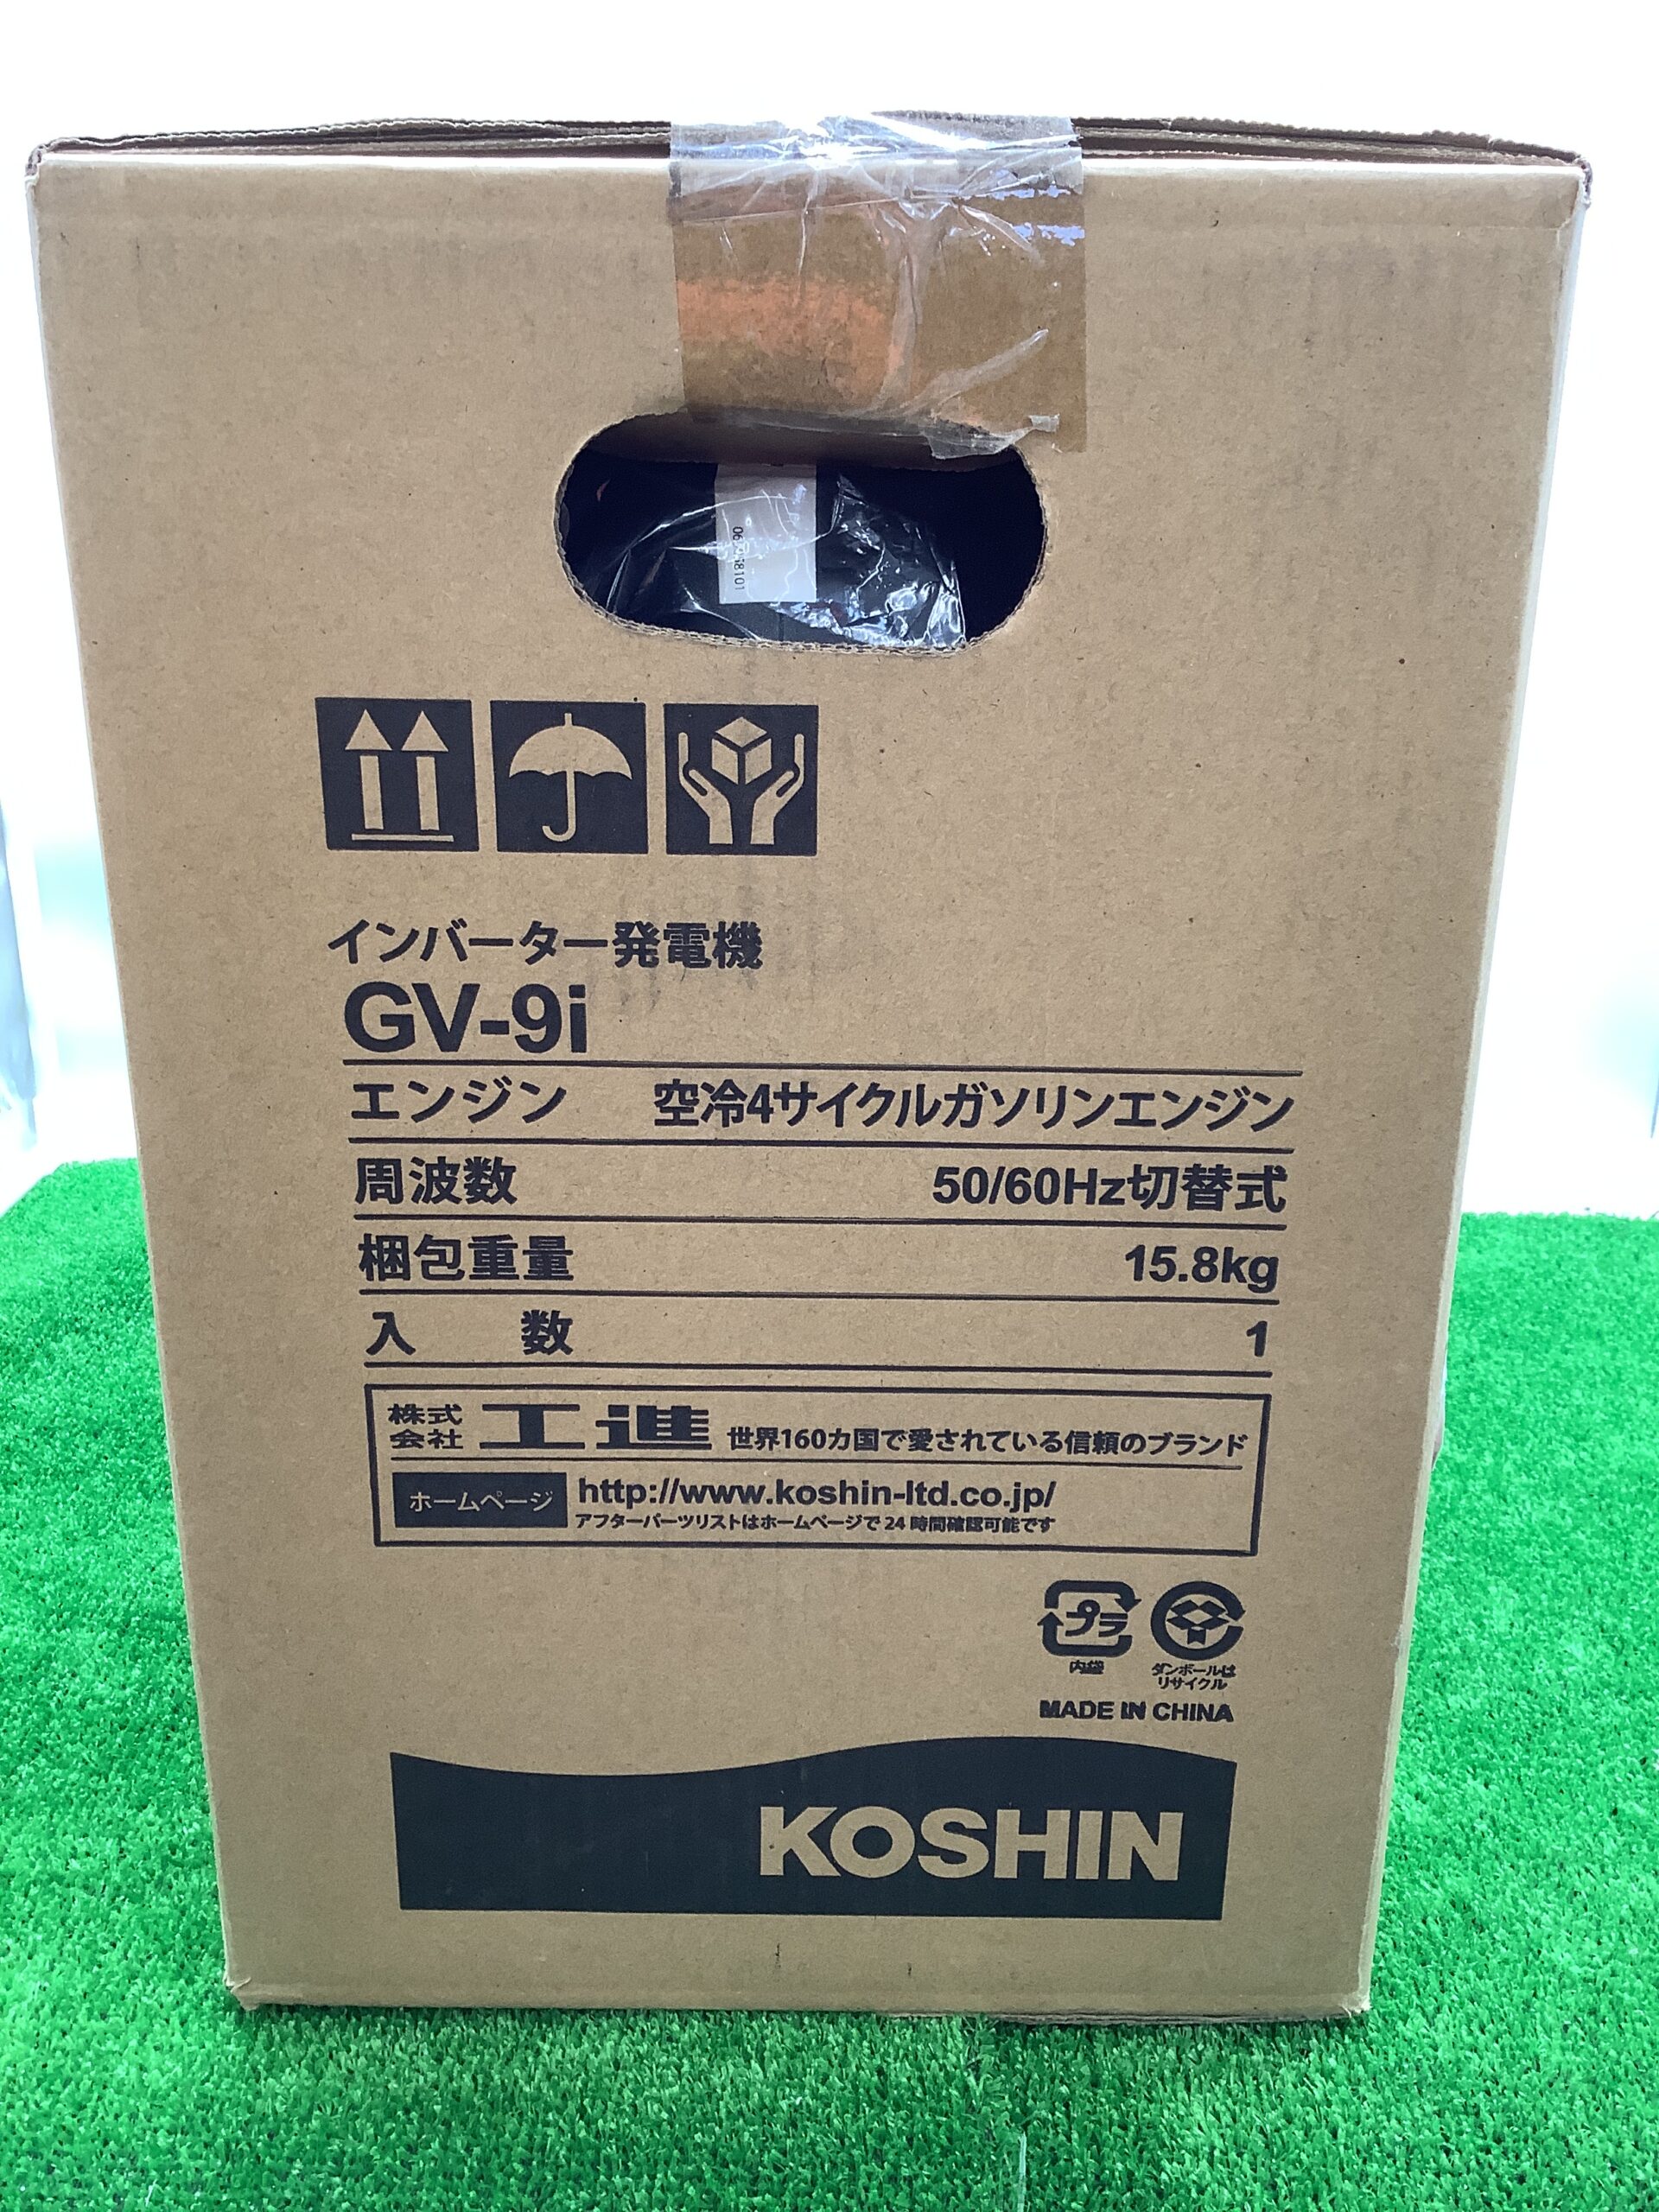 インバーター発電機
GV-9i
エンジン 空冷4サイクルガソリンエンジン
周波数 50/60Hz切替式
梱包重量 15.8kg
入 数 1
株式会社 工進 世界160カ国で愛されている信頼のブランド
ホームページ http://www.koshin-ltd.co.jp/
アフターパーツリストはホームページで24時間確認可能です
プラ
内袋
ダンボールは
リサイクル
MADE IN CHINA
KOSHIN